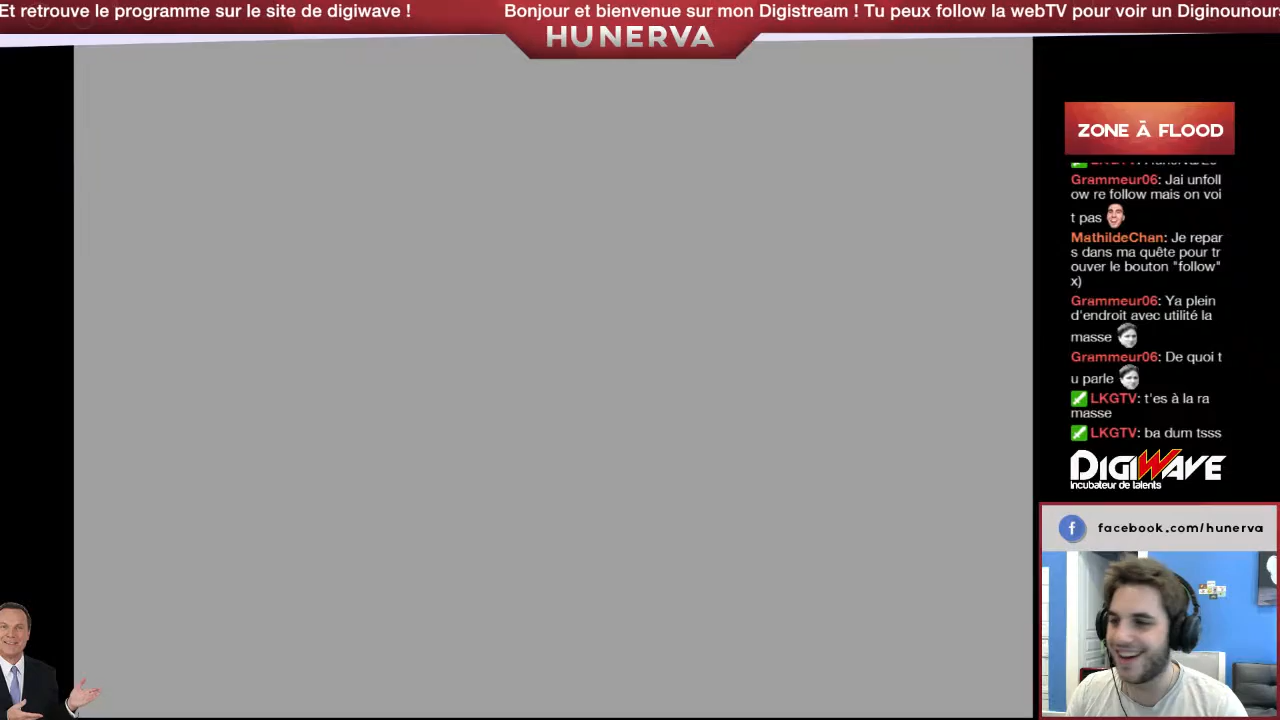 Et retrouve le programme sur le site de digiwave ! Bonjour et bienvenue sur mon Digistream ! Tu peux follow la webTV pour voir un Diginounours
HUNERVA
ZONE À FLOOD
Grammeur06: Jai unfoll
ow re follow mais on voi
t pas
MathildeChan: Je repar
s dans ma quête pour tr
ouver le bouton "follow"
x)
Grammeur06: Ya plein
d'endroit avec utilité la
masse
Grammeur06: De quoi t
u parle
LKGTV: t'es à la ra
masse
LKGTV: ba dum tsss
DIGIWAVE
Incubateur de talents
f facebook.com/hunerva